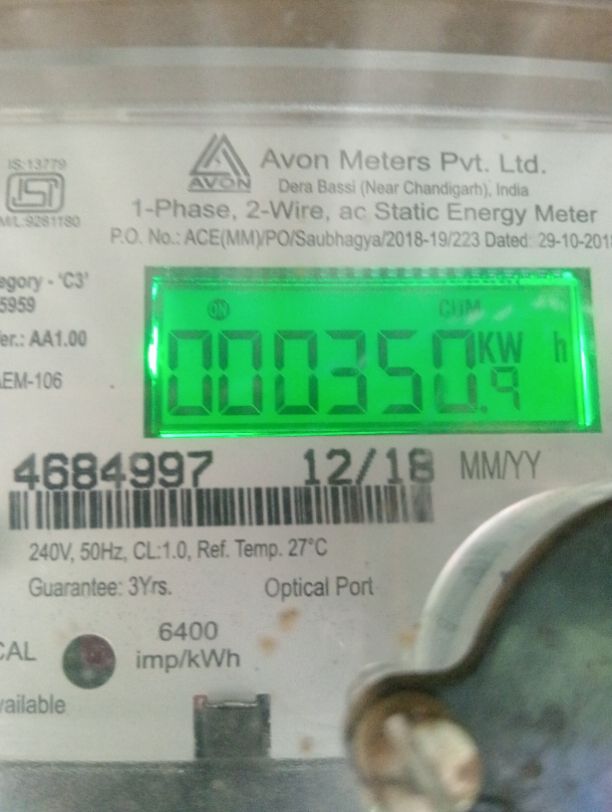 IS:13779
ISI
M/L.9261180
AVON
Avon Meters Pvt. Ltd.
Dera Bassi (Near Chandigarh), India
1-Phase, 2-Wire, ac Static Energy Meter
P.O. No.: ACE(MM)/PO/Saubhagya/2018-19/223 Dated: 29-10-201
egory - 'C3'
5959
er.: AA1.00
AEM-106
ON CUM
000350.9 KW h
4684997 12/18 MM/YY
240V, 50Hz, CL:1.0, Ref. Temp. 27°C
Guarantee: 3Yrs. Optical Port
CAL
6400
imp/kWh
vailable